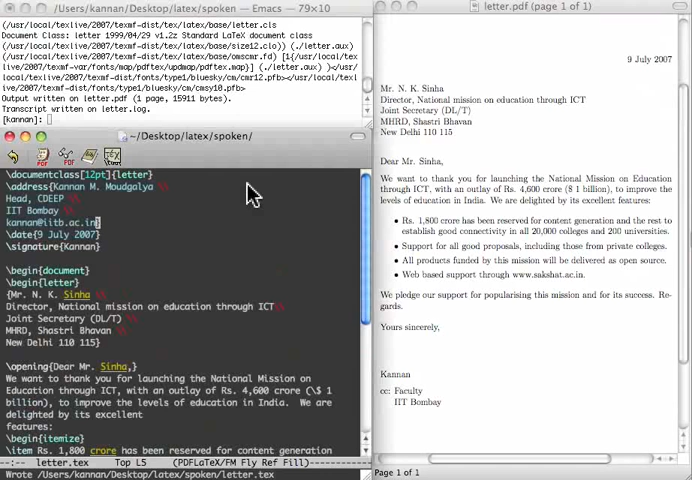 spoken — Emacs — 79×10
(/usr/local/texlive/2007/texmf-dist/tex/latex/base/letter.cls
Document Class: letter 1999/04/29 v1.2z Standard LaTeX document class
(/usr/local/texlive/2007/texmf-dist/tex/latex/base/size12.clo)) (./letter.aux)
(/usr/local/texlive/2007/texmf-dist/tex/latex/base/omscmr.fd) [1{/usr/local/tex
live/2007/texmf-var/fonts/map/pdftex/updmap/pdftex.map}] (./letter.aux) )</usr/l
ocal/texlive/2007/texmf-dist/fonts/type1/bluesky/cm/cmr12.pfb></usr/local/texli
ve/2007/texmf-dist/fonts/type1/bluesky/cm/cmsy10.pfb>
Output written on letter.pdf (1 page, 15911 bytes).
Transcript written on letter.log.
[kannan]:
~/Desktop/latex/spoken/
\documentclass[12pt]{letter}
\address{Kannan M. Moudgalya \\
Head, CDEEP \\
IIT Bombay \\
kannan@iitb.ac.in}
\date{9 July 2007}
\signature{Kannan}
\begin{document}
\begin{letter}
{Mr. N. K. Sinha \\
Director, National mission on education through ICT\\
Joint Secretary (DL/T) \\
MHRD, Shastri Bhavan \\
New Delhi 110 115}
\opening{Dear Mr. Sinha,}
We want to thank you for launching the National Mission on
Education through ICT, with an outlay of Rs. 4,600 crore (\$ 1
billion), to improve the levels of education in India.  We are
delighted by its excellent
features:
\begin{itemize}
\item Rs. 1,800 crore has been reserved for content generation
--:-- letter.tex Top L5 (PDFLaTeX/FM Fly Ref Fill)
Wrote /Users/kannan/Desktop/latex/spoken/letter.tex
letter.pdf (page 1 of 1)
9 July 2007
Mr. N. K. Sinha
Director, National mission on education through ICT
Joint Secretary (DL/T)
MHRD, Shastri Bhavan
New Delhi 110 115
Dear Mr. Sinha,
We want to thank you for launching the National Mission on Education
through ICT, with an outlay of Rs. 4,600 crore ($ 1 billion), to improve the
levels of education in India. We are delighted by its excellent features:
• Rs. 1,800 crore has been reserved for content generation and the rest to
establish good connectivity in all 20,000 colleges and 200 universities.
• Support for all good proposals, including those from private colleges.
• All products funded by this mission will be delivered as open source.
• Web based support through www.sakshat.ac.in.
We pledge our support for popularising this mission and for its success. Re-
gards.
Yours sincerely,
Kannan
cc: Faculty
IIT Bombay
Page 1 of 1